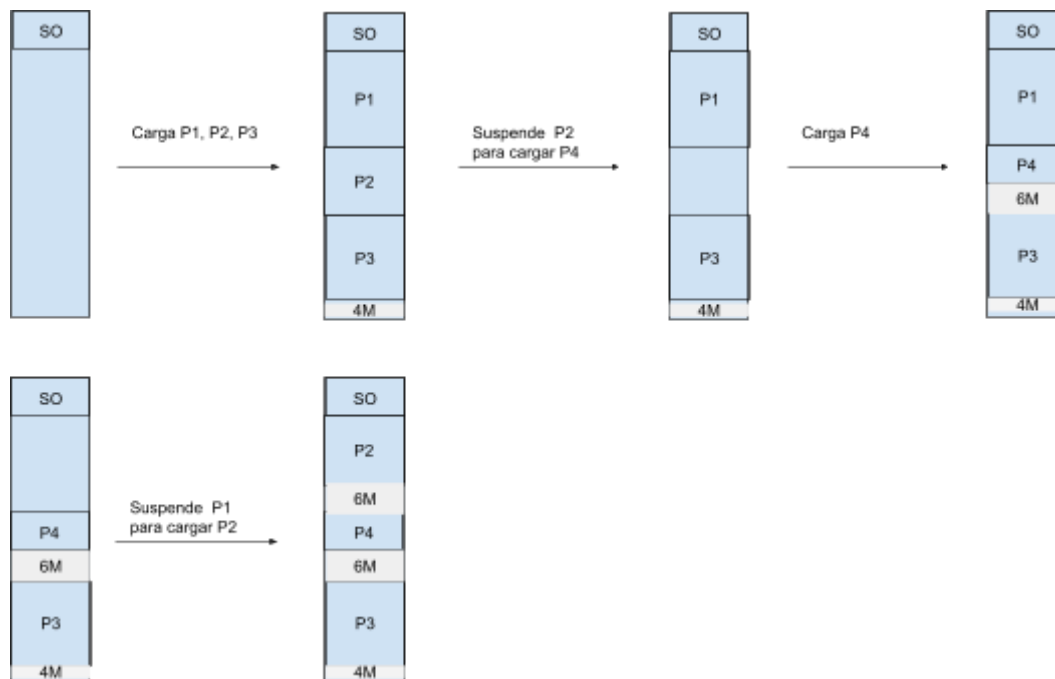 SO
Carga P1, P2, P3
SO
P1
P2
P3
4M
Suspende P2
para cargar P4
SO
P1
P3
4M
Carga P4
SO
P1
P4
6M
P3
4M
SO
P4
6M
P3
4M
Suspende P1
para cargar P2
SO
P2
6M
P4
6M
P3
4M